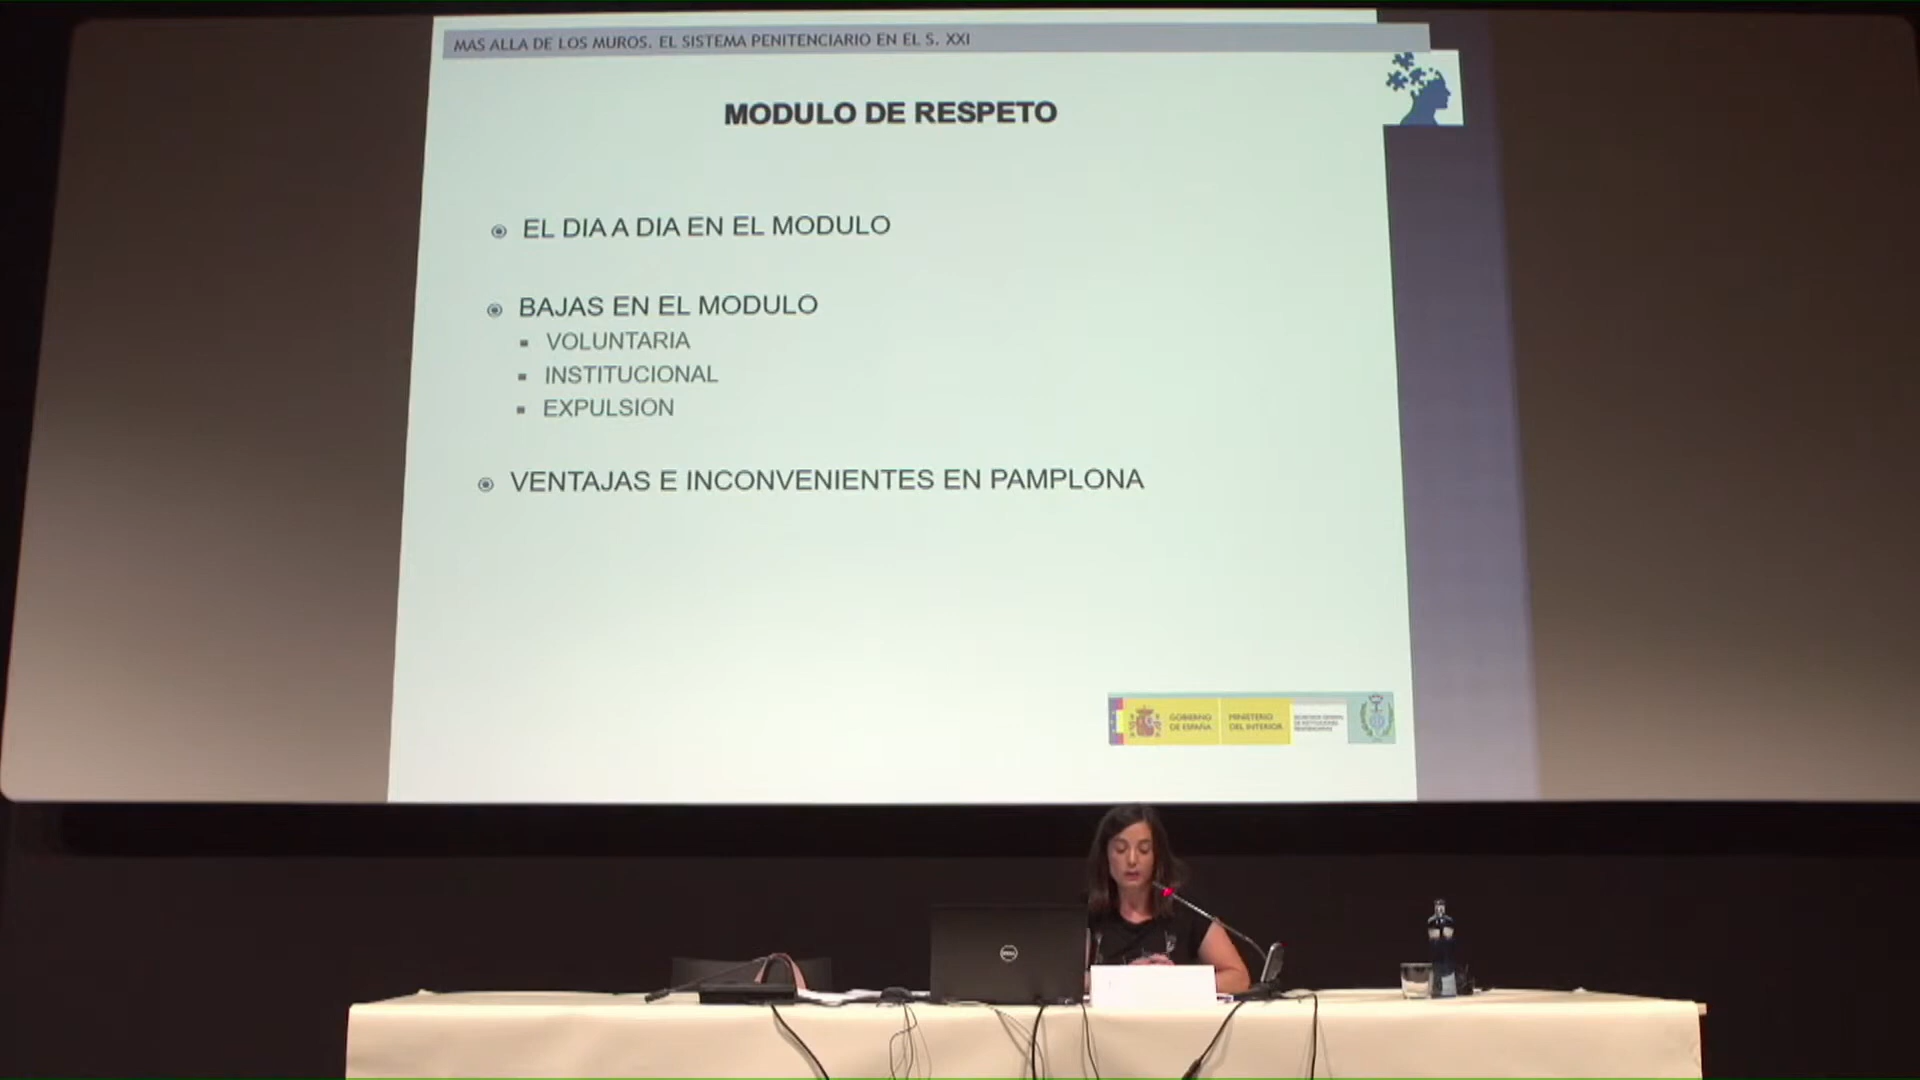 MAS ALLA DE LOS MUROS. EL SISTEMA PENITENCIARIO EN EL S. XXI
MODULO DE RESPETO
EL DIA A DIA EN EL MODULO
BAJAS EN EL MODULO
VOLUNTARIA
INSTITUCIONAL
EXPULSION
VENTAJAS E INCONVENIENTES EN PAMPLONA
GOBIERNO
DE ESPAÑA
MINISTERIO
DEL INTERIOR
DELL